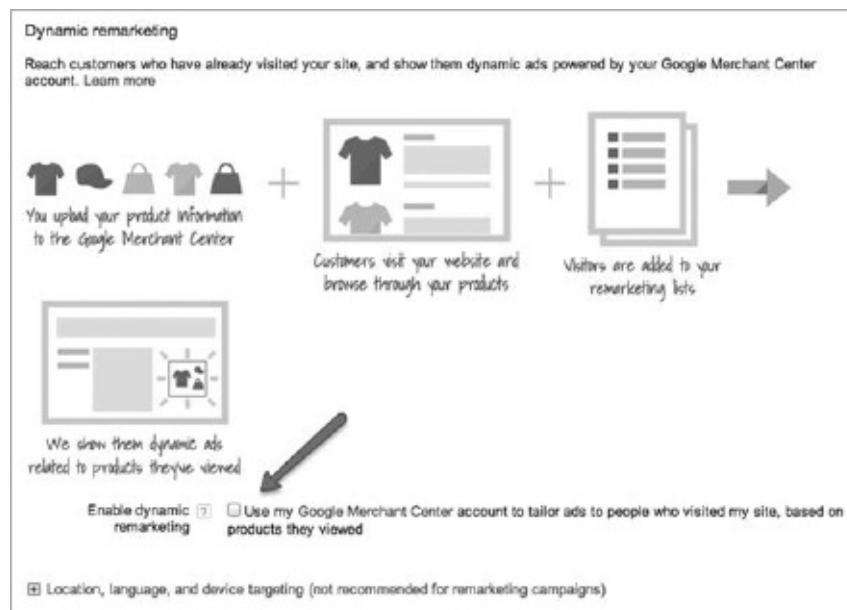 Dynamic remarketing
Reach customers who have already visited your site, and show them dynamic ads powered by your Google Merchant Center
account. Learn more
You upload your product information
to the Google Merchant Center
Customers visit your website and
browse through your products
Visitors are added to your
remarketing lists
We show them dynamic ads
related to products they've viewed
Enable dynamic
remarketing
?
Use my Google Merchant Center account to tailor ads to people who visited my site, based on
products they viewed
Location, language, and device targeting (not recommended for remarketing campaigns)